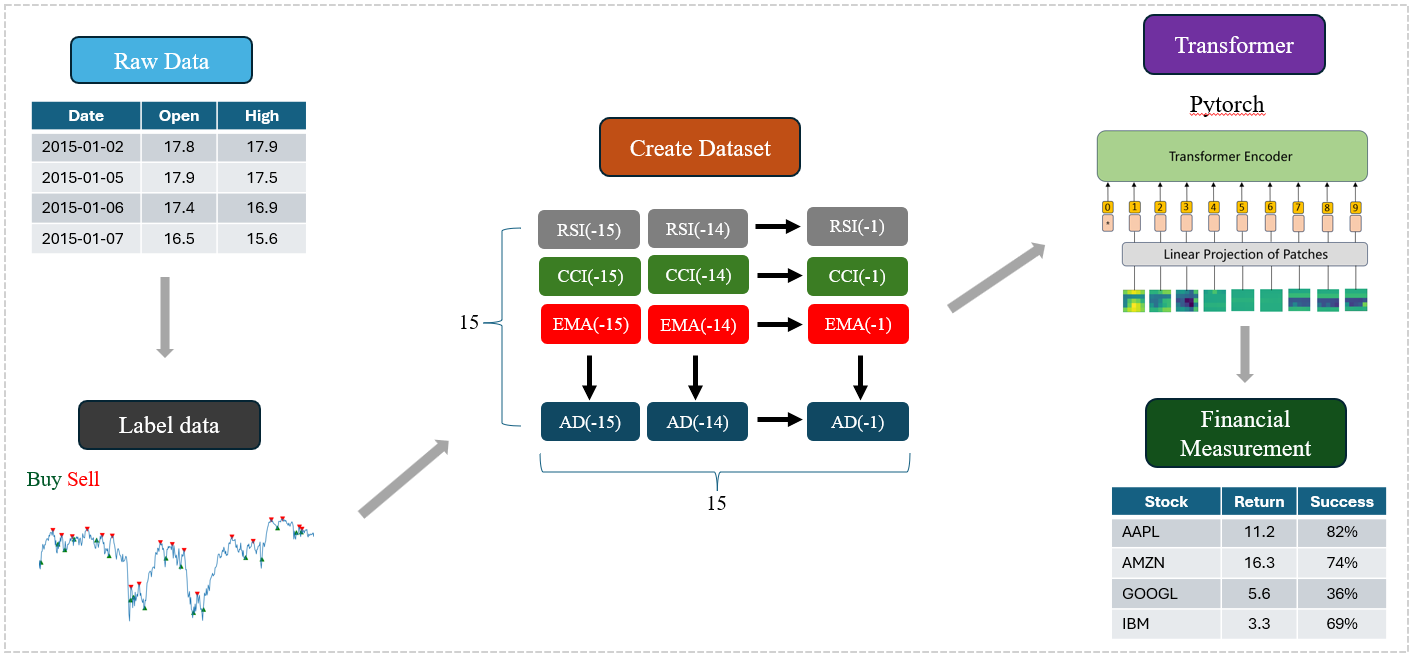 Raw Data
Date Open High
2015-01-02 17.8 17.9
2015-01-05 17.9 17.5
2015-01-06 17.4 16.9
2015-01-07 16.5 15.6
Label data
Buy Sell
Create Dataset
RSI(-15) RSI(-14) RSI(-1)
CCI(-15) CCI(-14) CCI(-1)
EMA(-15) EMA(-14) EMA(-1)
15
AD(-15) AD(-14) AD(-1)
15
Transformer
Pytorch
Transformer Encoder
0 1 2 3 4 5 6 7 8 9
*
Linear Projection of Patches
Financial
Measurement
Stock Return Success
AAPL 11.2 82%
AMZN 16.3 74%
GOOGL 5.6 36%
IBM 3.3 69%